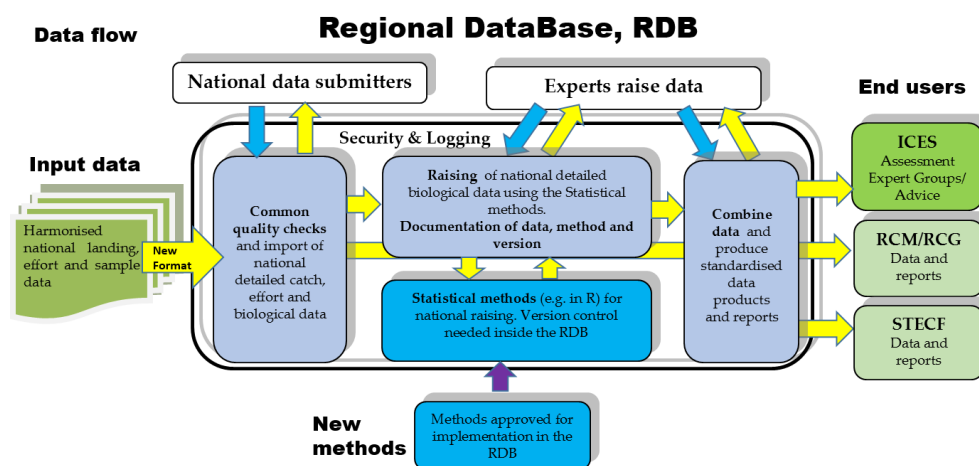 Data flow
Regional DataBase, RDB
National data submitters
Experts raise data
End users
Security & Logging
Input data
Harmonised
national landing,
effort and sample
data
New
Format
Common
quality checks
and import of
national
detailed catch,
effort and
biological data
Raising of national detailed
biological data using the Statistical
methods.
Documentation of data, method and
version
Statistical methods (e.g. in R) for
national raising. Version control
needed inside the RDB
Combine
data and
produce
standardised
data
products
and reports
ICES
Assessment
Expert Groups/
Advice
RCM/RCG
Data and
reports
STECF
Data and
reports
New
methods
Methods approved for
implementation in the
RDB